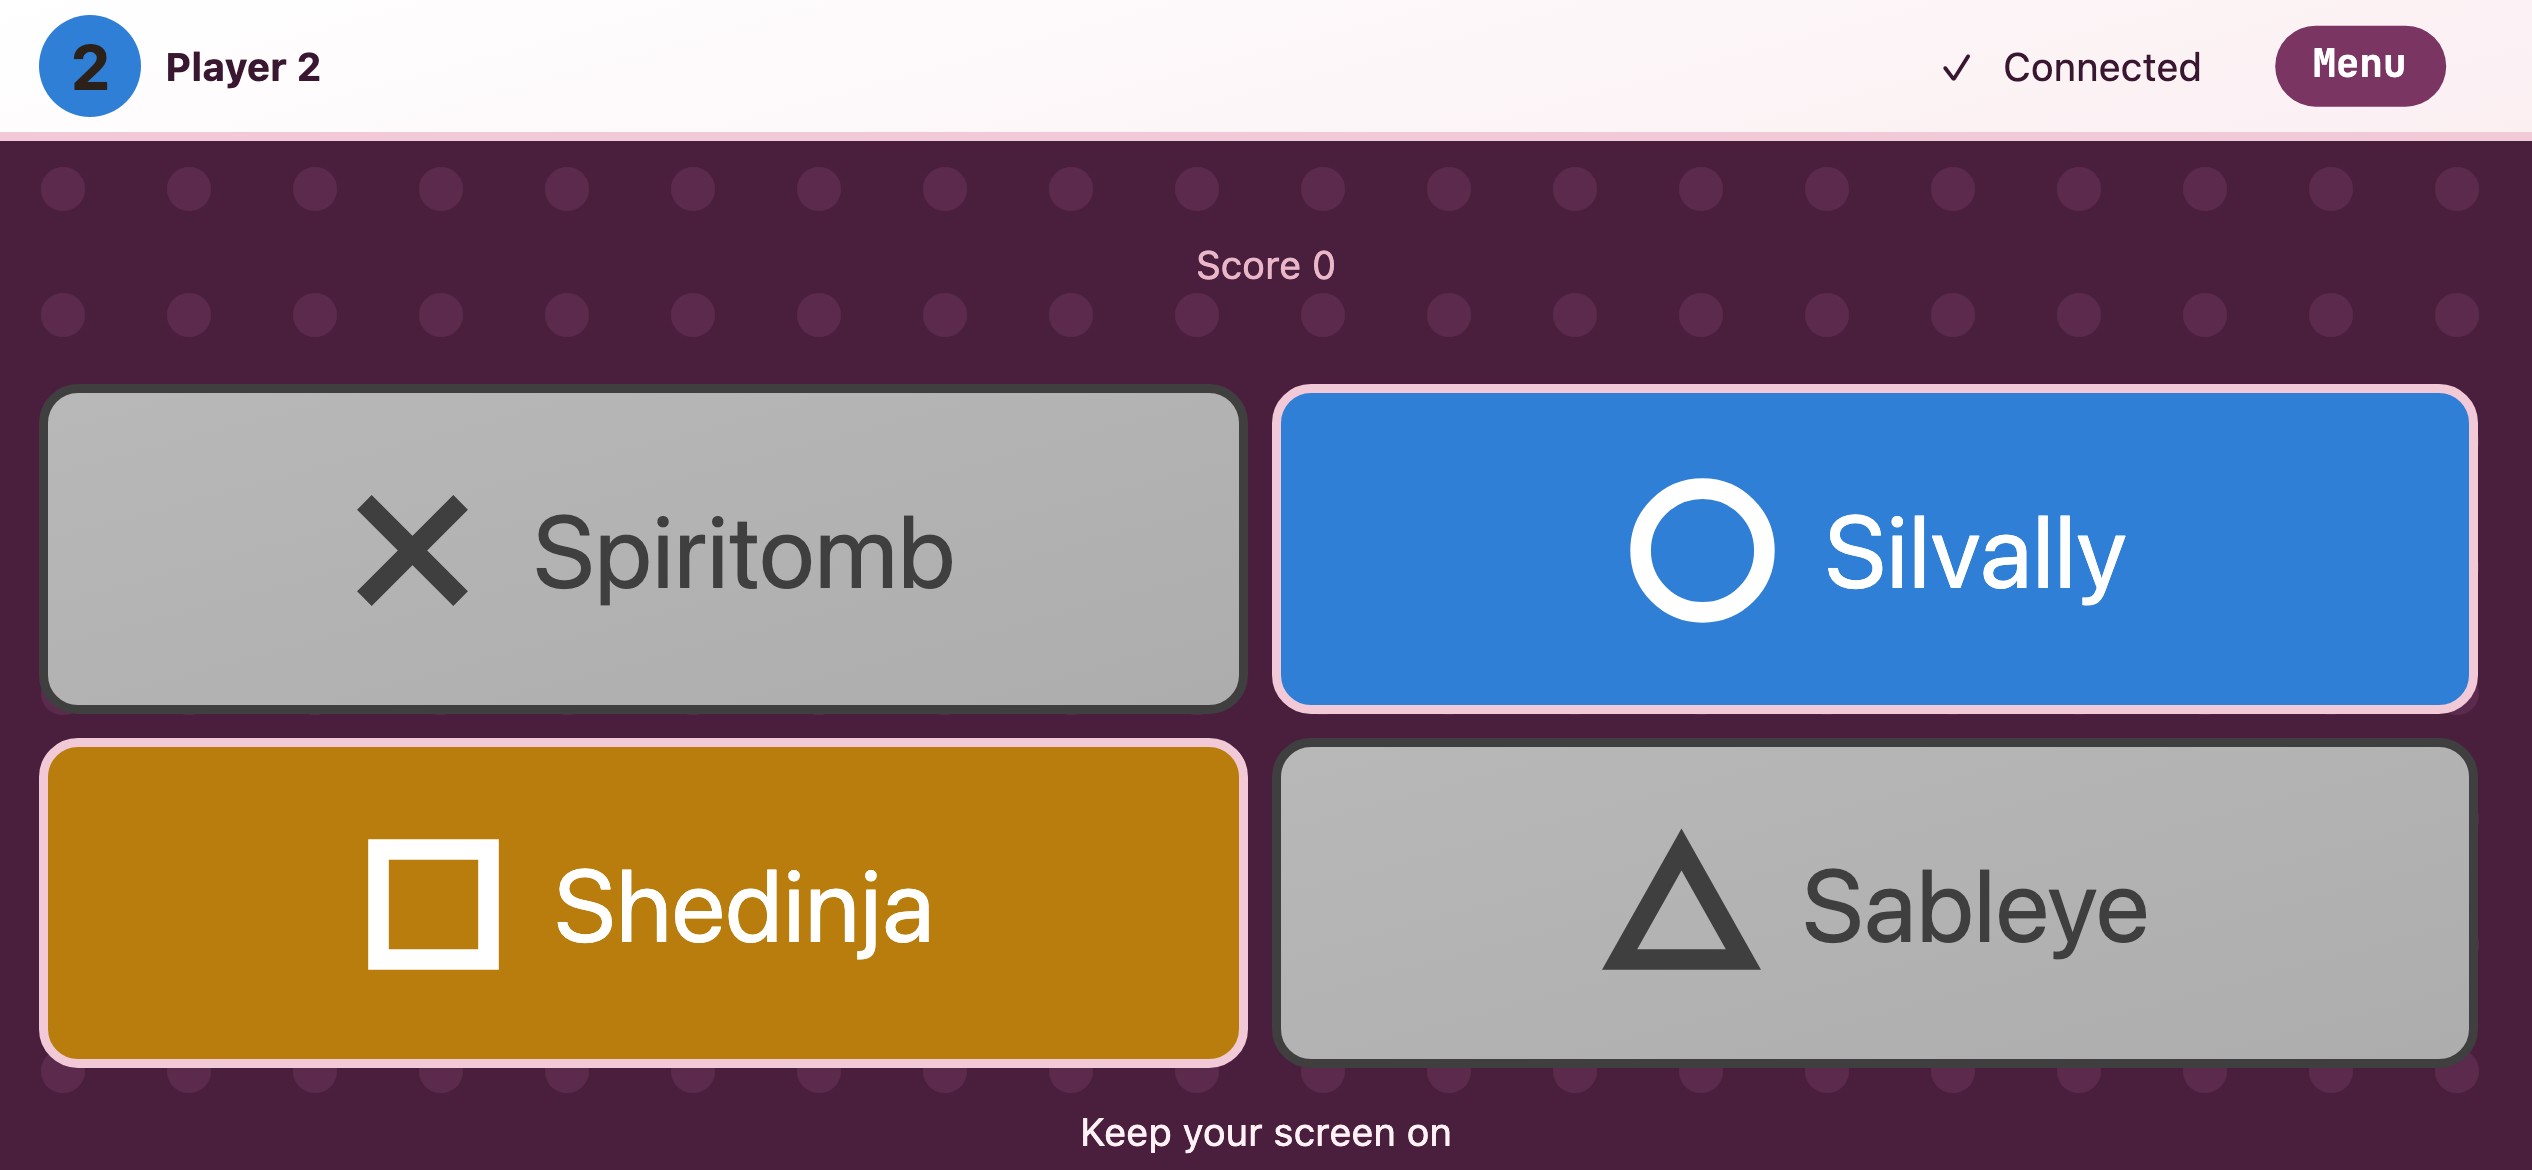 2 Player 2
✓ Connected
Menu
Score 0
Spiritomb
Silvally
Shedinja
Sableye
Keep your screen on